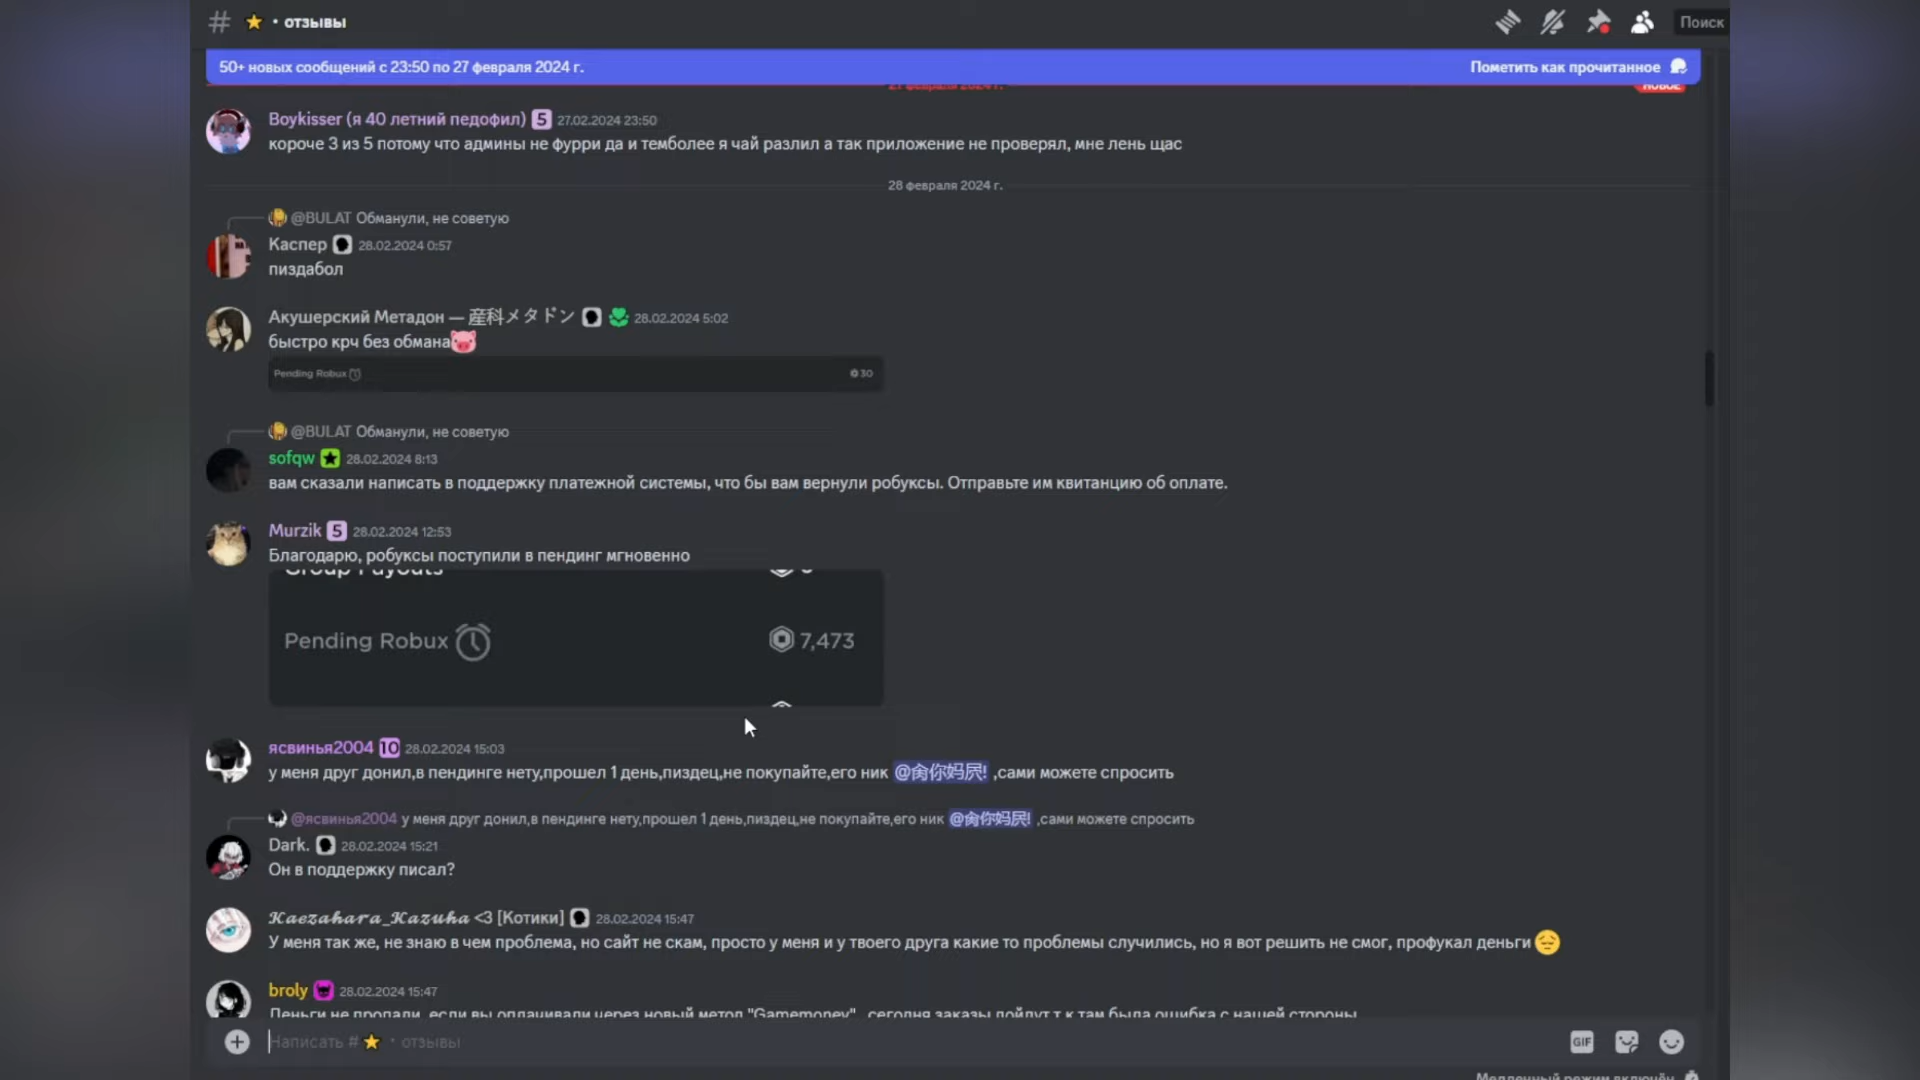 • отзывы
Поиск
50+ новых сообщений с 23:50 по 27 февраля 2024 г.
Пометить как прочитанное
27 февраля 2024 г.
НОВОЕ
Boykisser (я 40 летний педофил) 5 27.02.2024 23:50
короче 3 из 5 потому что админы не фурри да и темболее я чай разлил а так приложение не проверял, мне лень щас
28 февраля 2024 г.
@BULAT Обманули, не советую
Каспер 28.02.2024 0:57
пиздабол
Акушерский Метадон — 産科メタドン 28.02.2024 5:02
быстро крч без обмана
Pending Robux 30
@BULAT Обманули, не советую
sofqw 28.02.2024 8:13
вам сказали написать в поддержку платежной системы, что бы вам вернули робуксы. Отправьте им квитанцию об оплате.
Murzik 5 28.02.2024 12:53
Благодарю, робуксы поступили в пендинг мгновенно
Group Payouts
Pending Robux 7,473
ясвинья2004 10 28.02.2024 15:03
у меня друг донил,в пендинге нету,прошел 1 день,пиздец,не покупайте,его ник @肏你妈屄! ,сами можете спросить
@ясвинья2004 у меня друг донил,в пендинге нету,прошел 1 день,пиздец,не покупайте,его ник @肏你妈屄! ,сами можете спросить
Dark. 28.02.2024 15:21
Он в поддержку писал?
𝓚𝓪𝓮𝔃𝓪𝓱𝓪𝓻𝓪_𝓚𝓪𝔃𝓾𝓱𝓪 <3 [Котики] 28.02.2024 15:47
У меня так же, не знаю в чем проблема, но сайт не скам, просто у меня и у твоего друга какие то проблемы случились, но я вот решить не смог, профукал деньги
broly 28.02.2024 15:47
Деньги не пропали, если вы оплачивали через новый метод "Gamemoney" , сегодня заказы дойдут т.к там была ошибка с нашей стороны
Написать # • отзывы
GIF
Медленный режим включён